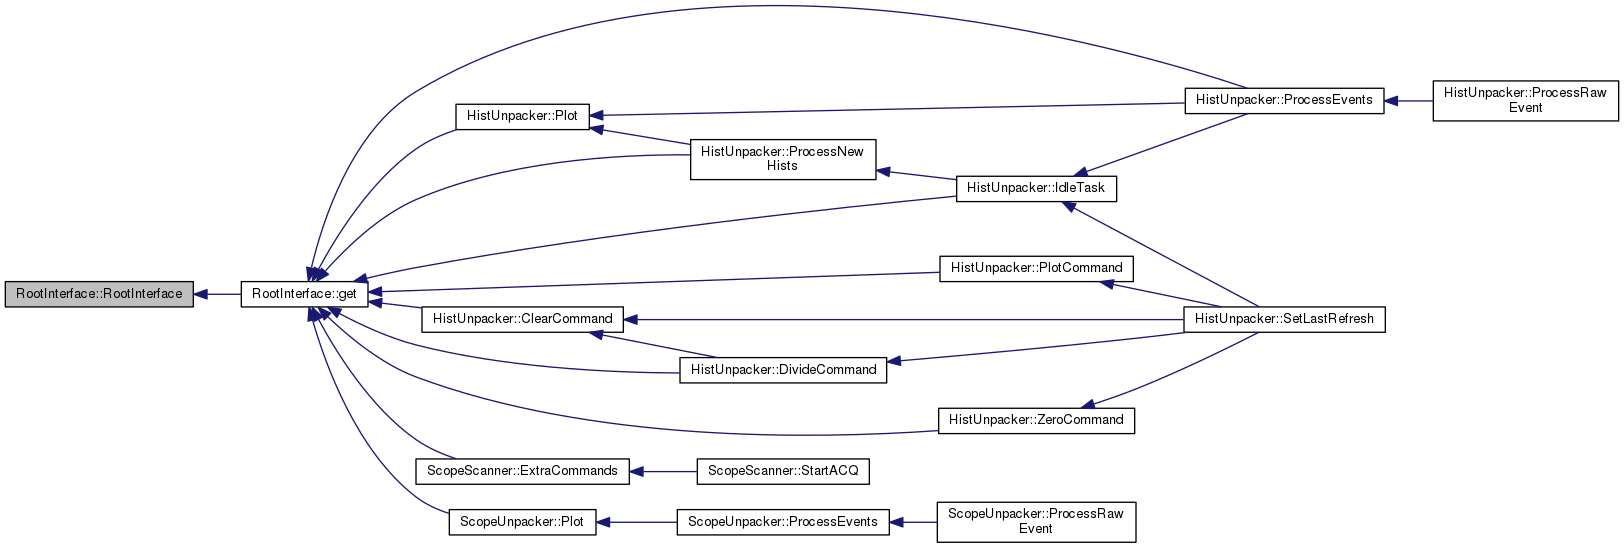 HistUnpacker::ProcessRaw
Event
HistUnpacker::ProcessEvents
HistUnpacker::Plot
HistUnpacker::ProcessNew
Hists
HistUnpacker::IdleTask
HistUnpacker::PlotCommand
RootInterface::RootInterface
RootInterface::get
HistUnpacker::ClearCommand
HistUnpacker::SetLastRefresh
HistUnpacker::DivideCommand
HistUnpacker::ZeroCommand
ScopeScanner::ExtraCommands
ScopeScanner::StartACQ
ScopeUnpacker::Plot
ScopeUnpacker::ProcessEvents
ScopeUnpacker::ProcessRaw
Event